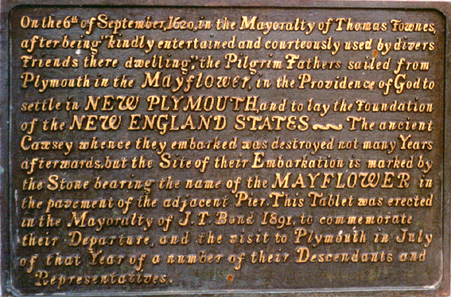 On the 6th of September, 1620, in the Mayoralty of Thomas Fownes,
after being "kindly entertained and courteously used by divers
Friends there dwelling", the Pilgrim Fathers sailed from
Plymouth in the Mayflower, in the Providence of God to
settle in NEW PLYMOUTH, and to lay the Foundation
of the NEW ENGLAND STATES ~ The ancient
Cawsey whence they embarked was destroyed not many Years
afterwards, but the Site of their Embarkation is marked by
the Stone bearing the name of the MAYFLOWER in
the pavement of the adjacent Pier. This Tablet was erected
in the Mayoralty of J. T. Bond 1891, to commemorate
their Departure, and the visit to Plymouth in July
of that Year of a number of their Descendants and
Representatives.